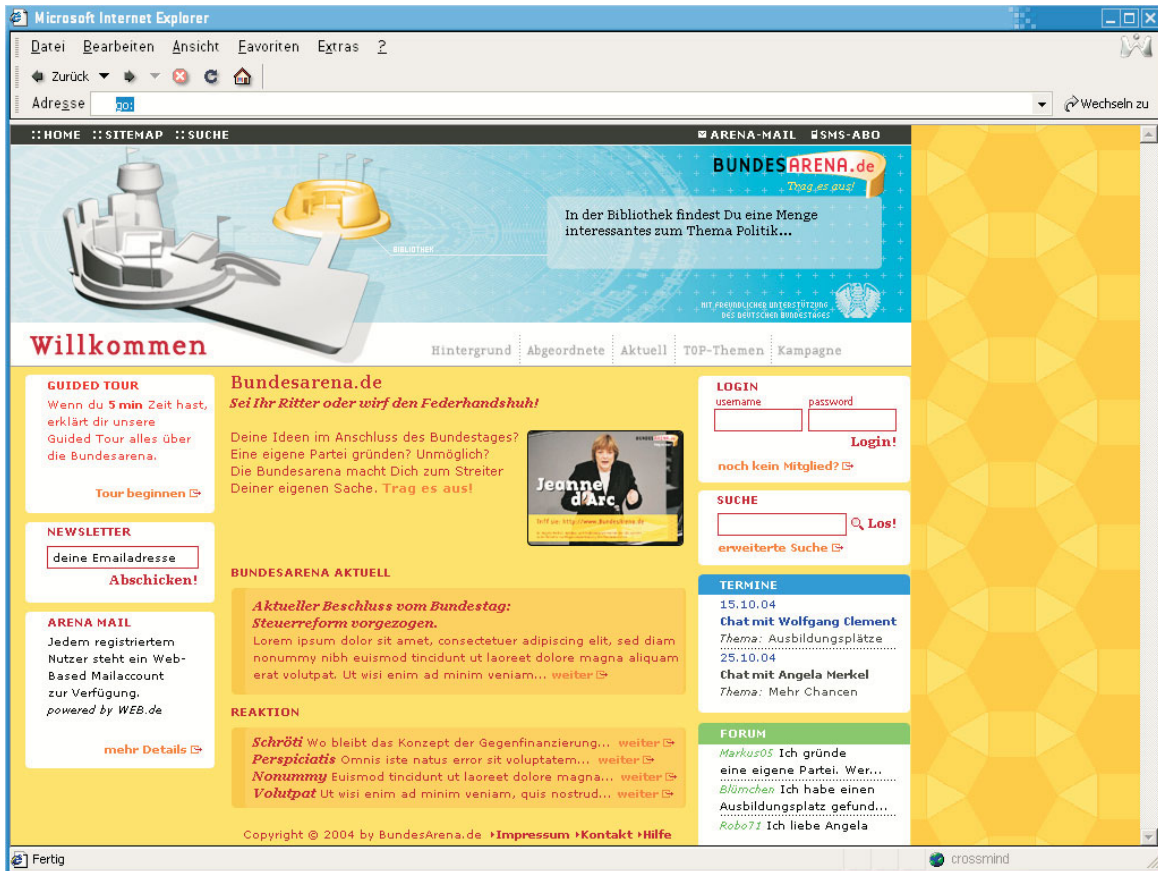 Microsoft Internet Explorer
Datei Bearbeiten Ansicht Favoriten Extras ?
Zurück
Adresse go: Wechseln zu
::HOME ::SITEMAP ::SUCHE ARENA-MAIL SMS-ABO
BUNDESARENA.de
Trag es aus!
In der Bibliothek findest Du eine Menge
interessantes zum Thema Politik...
BIBLIOTHEK
MIT FREUNDLICHER UNTERSTÜTZUNG
DES DEUTSCHEN BUNDESTAGES
Willkommen
Hintergrund Abgeordnete Aktuell TOP-Themen Kampagne
GUIDED TOUR
Wenn du 5 min Zeit hast,
erklärt dir unsere
Guided Tour alles über
die Bundesarena.
Tour beginnen
NEWSLETTER
deine Emailadresse
Abschicken!
ARENA MAIL
Jedem registriertem
Nutzer steht ein Web-
Based Mailaccount
zur Verfügung.
powered by WEB.de
mehr Details
Bundesarena.de
Sei Ihr Ritter oder wirf den Federhandshuh!
Deine Ideen im Anschluss des Bundestages?
Eine eigene Partei gründen? Unmöglich?
Die Bundesarena macht Dich zum Streiter
Deiner eigenen Sache. Trag es aus!
Jeanne
d'Arc
Triff sie: http://www.BundesArena.de
BUNDESARENA AKTUELL
Aktueller Beschluss vom Bundestag:
Steuerreform vorgezogen.
Lorem ipsum dolor sit amet, consectetuer adipiscing elit, sed diam
nonummy nibh euismod tincidunt ut laoreet dolore magna aliquam
erat volutpat. Ut wisi enim ad minim veniam... weiter
REAKTION
Schröti Wo bleibt das Konzept der Gegenfinanzierung... weiter
Perspiciatis Omnis iste natus error sit voluptatem... weiter
Nonummy Euismod tincidunt ut laoreet dolore magna... weiter
Volutpat Ut wisi enim ad minim veniam, quis nostrud... weiter
Copyright © 2004 by BundesArena.de Impressum Kontakt Hilfe
LOGIN
username password
Login!
noch kein Mitglied?
SUCHE
Los!
erweiterte Suche
TERMINE
15.10.04
Chat mit Wolfgang Clement
Thema: Ausbildungsplätze
25.10.04
Chat mit Angela Merkel
Thema: Mehr Chancen
FORUM
Markus05 Ich gründe
eine eigene Partei. Wer...
Blümchen Ich habe einen
Ausbildungsplatz gefund...
Robo71 Ich liebe Angela
Fertig crossmind